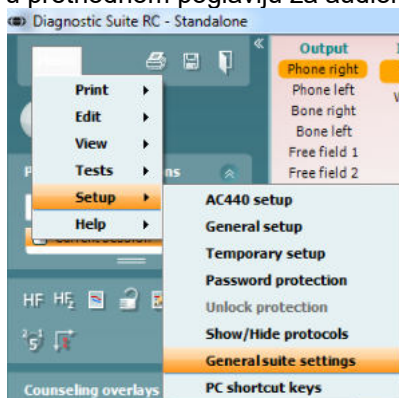 Diagnostic Suite RC - Standalone
Output
Phone right
Phone left
Bone right
Bone left
Free field 1
Free field 2
Print
Edit
View
Tests
Setup
Help
AC440 setup
General setup
Temporary setup
Password protection
Unlock protection
Show/Hide protocols
General suite settings
PC shortcut keys
HF HFz
Counseling overlays